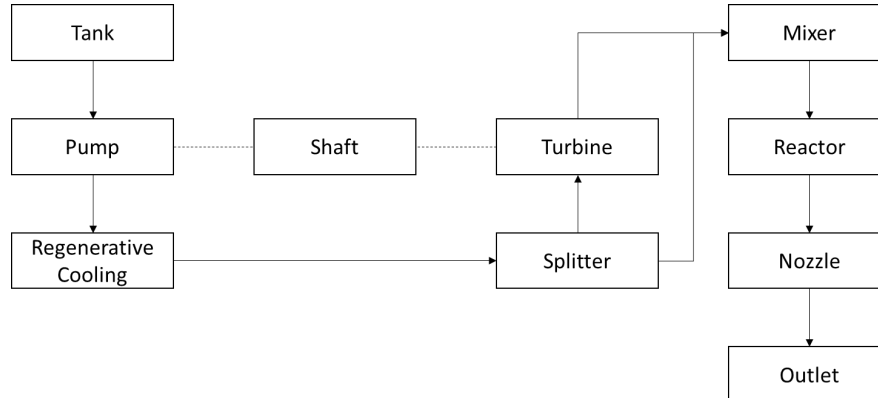 Tank
Mixer
Pump
Shaft
Turbine
Reactor
Regenerative
Cooling
Splitter
Nozzle
Outlet